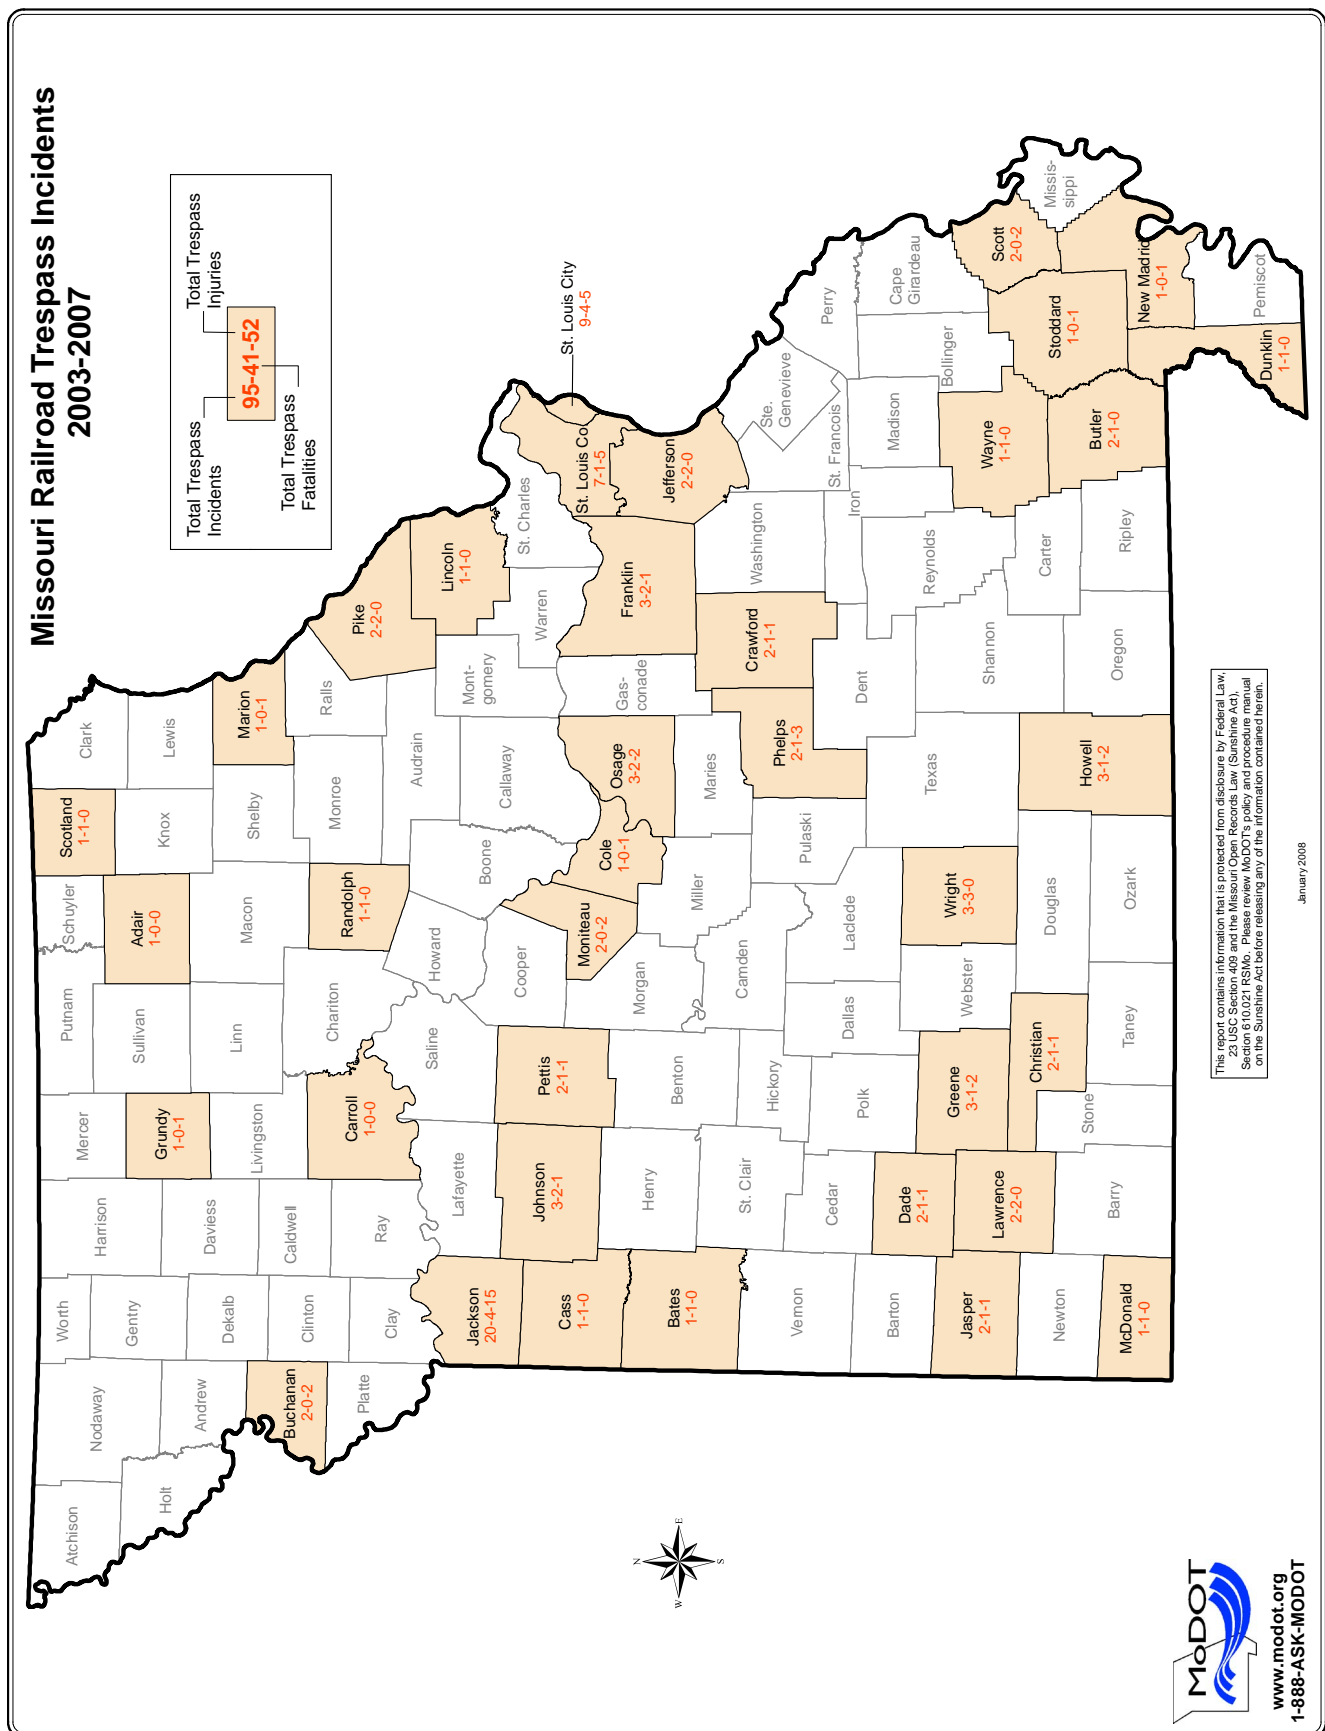 Missouri Railroad Trespass Incidents
2003-2007
Total Trespass
Incidents
Total Trespass
Injuries
95-41-52
Total Trespass
Fatalities
Atchison
Nodaway
Worth
Harrison
Mercer
Putnam
Schuyler
Scotland
1-1-0
Clark
Holt
Andrew
Gentry
Daviess
Grundy
1-0-1
Sullivan
Adair
1-0-0
Knox
Lewis
Dekalb
Buchanan
2-0-2
Clinton
Caldwell
Livingston
Linn
Macon
Shelby
Marion
1-0-1
Platte
Clay
Ray
Carroll
1-0-0
Chariton
Randolph
1-1-0
Monroe
Ralls
Pike
2-2-0
Jackson
20-4-15
Lafayette
Saline
Howard
Boone
Audrain
Callaway
Mont-
gomery
Lincoln
1-1-0
Warren
St. Charles
St. Louis City
9-4-5
St. Louis Co
7-1-5
Cass
1-1-0
Johnson
3-2-1
Pettis
2-1-1
Cooper
Moniteau
2-0-2
Cole
1-0-1
Osage
3-2-2
Gas-
conade
Franklin
3-2-1
Jefferson
2-2-0
Bates
1-1-0
Henry
Benton
Morgan
Miller
Maries
Phelps
2-1-3
Crawford
2-1-1
Washington
Ste.
Genevieve
St. Francois
Perry
Vernon
St. Clair
Hickory
Camden
Pulaski
Dent
Iron
Madison
Bollinger
Cape
Girardeau
Barton
Cedar
Polk
Dallas
Laclede
Texas
Reynolds
Wayne
1-1-0
Stoddard
1-0-1
Scott
2-0-2
Missis-
sippi
Jasper
2-1-1
Dade
2-1-1
Lawrence
2-2-0
Greene
3-1-2
Webster
Wright
3-3-0
Shannon
Carter
Butler
2-1-0
New Madrid
1-0-1
Newton
McDonald
1-1-0
Barry
Stone
Christian
2-1-1
Taney
Douglas
Ozark
Howell
3-1-2
Oregon
Ripley
Dunklin
1-1-0
Pemiscot
N
W
E
S
MoDOT
www.modot.org
1-888-ASK-MODOT
This report contains information that is protected from disclosure by Federal Law,
23 USC Section 409 and the Missouri Open Records Law (Sunshine Act),
Section 610.021 RSMo. Please review MoDOTs policy and procedure manual
on the Sunshine Act before releasing any of the information contained herein.
January 2008